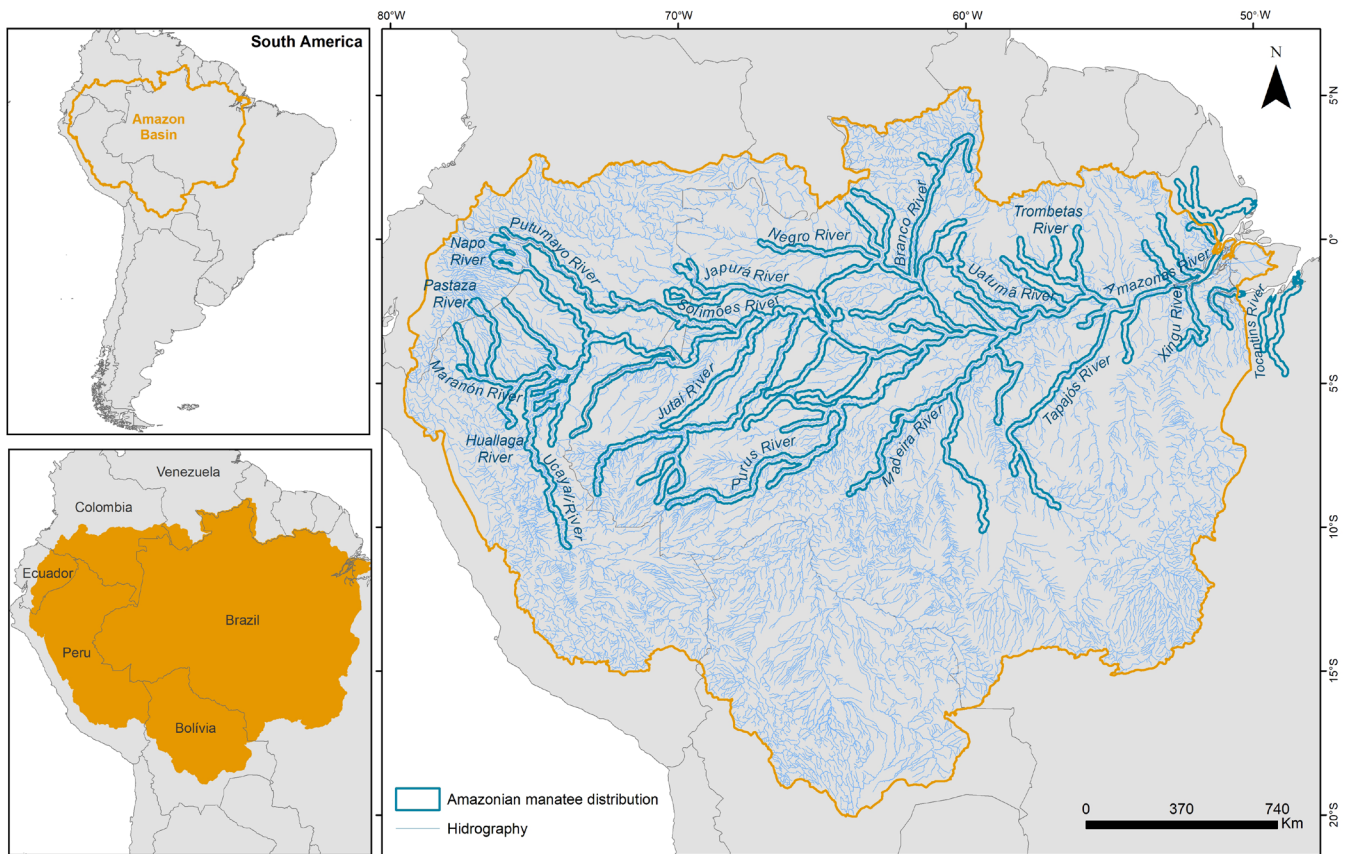 South America
Amazon
Basin
Venezuela
Colombia
Ecuador
Brazil
Peru
Bolívia
80°W
70°W
60°W
50°W
N
5°N
0°
5°S
10°S
15°S
20°S
Putumayo River
Napo
River
Pastaza
River
Negro River
Branco River
Trombetas
River
Japurá River
Solimões River
Uatumã River
Amazonas River
Xingu River
Tocantins River
Maranón River
Jutai River
Tapajós River
Huallaga
River
Ucayali River
Purus River
Madeira River
Amazonian manatee distribution
Hidrography
0
370
740
Km